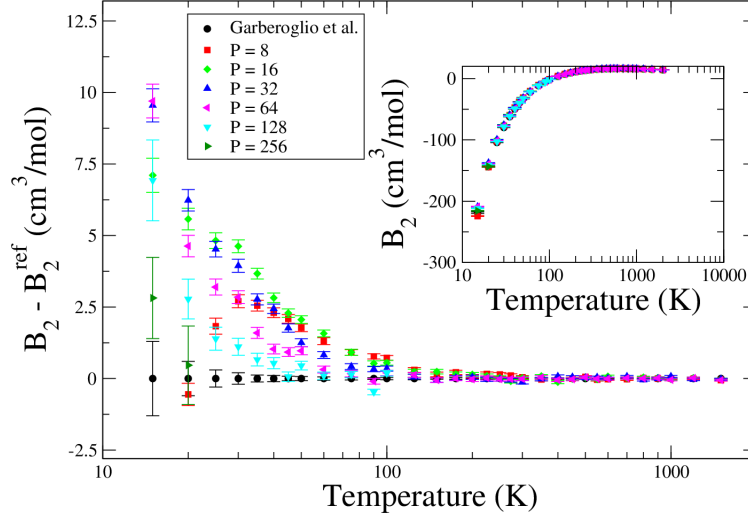 12.5
10
7.5
5
2.5
0
-2.5
B₂ - B₂ʳᵉᶠ (cm³/mol)
10
100
1000
Temperature (K)
Garberoglio et al.
P = 8
P = 16
P = 32
P = 64
P = 128
P = 256
0
-100
-200
-300
B₂ (cm³/mol)
10
100
1000
10000
Temperature (K)